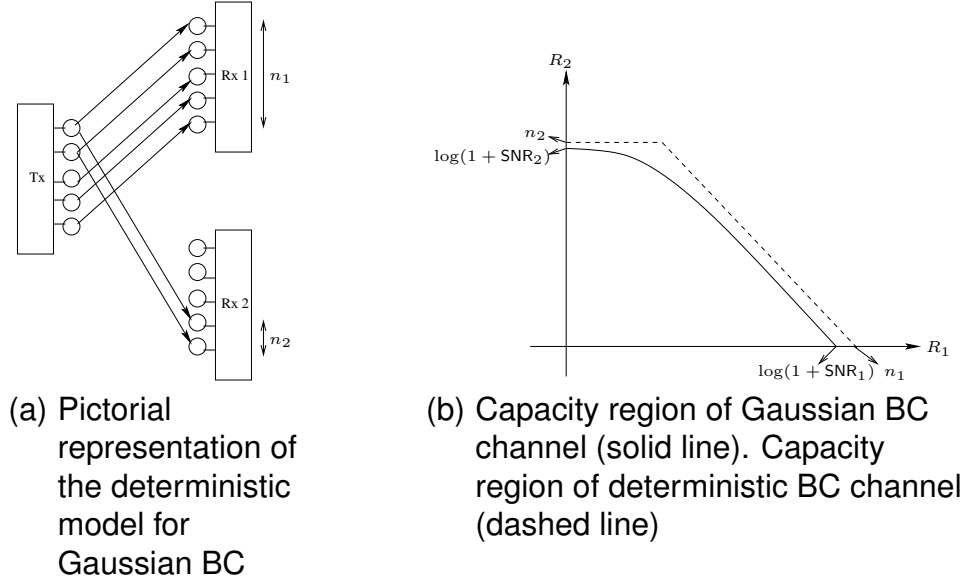 Tx
Rx 1
n₁
Rx 2
n₂
(a) Pictorial
representation of
the deterministic
model for
Gaussian BC
R₂
n₂
log(1 + SNR₂)
R₁
log(1 + SNR₁) n₁
(b) Capacity region of Gaussian BC
channel (solid line). Capacity
region of deterministic BC channel
(dashed line)